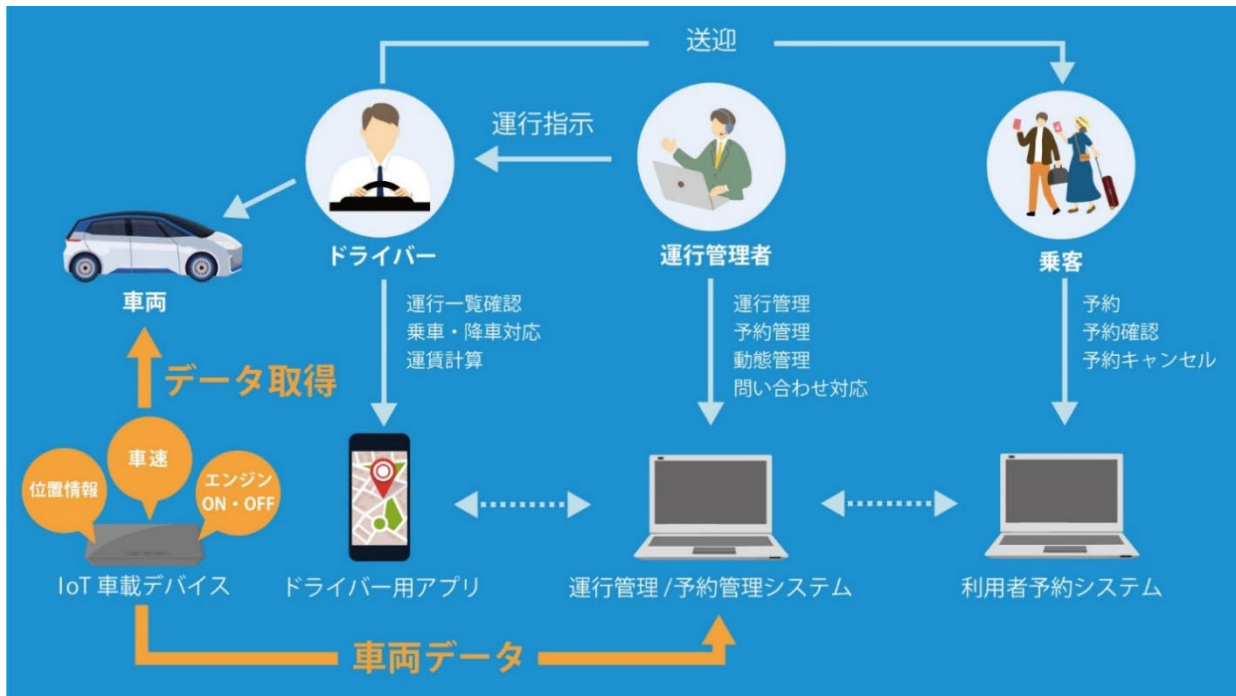 送迎
運行指示
ドライバー
運行管理者
乗客
車両
運行一覧確認
乗車・降車対応
運賃計算
運行管理
予約管理
動態管理
問い合わせ対応
予約
予約確認
予約キャンセル
データ取得
車速
位置情報
エンジン
ON・OFF
IoT 車載デバイス
ドライバー用アプリ
運行管理 /予約管理システム
利用者予約システム
車両データ